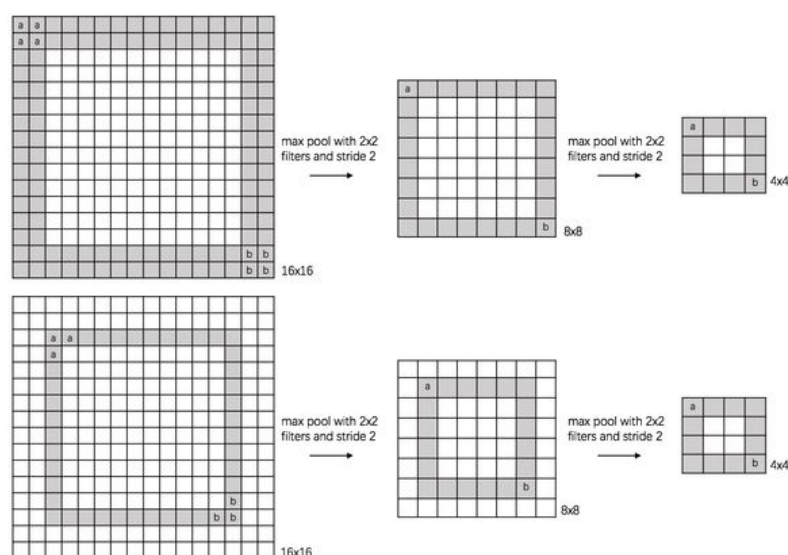 a a
a a
b b
b b
16x16
max pool with 2x2
filters and stride 2
a
b
8x8
max pool with 2x2
filters and stride 2
a
b
4x4
a a
a
b
b b
16x16
max pool with 2x2
filters and stride 2
a
b
8x8
max pool with 2x2
filters and stride 2
a
b
4x4